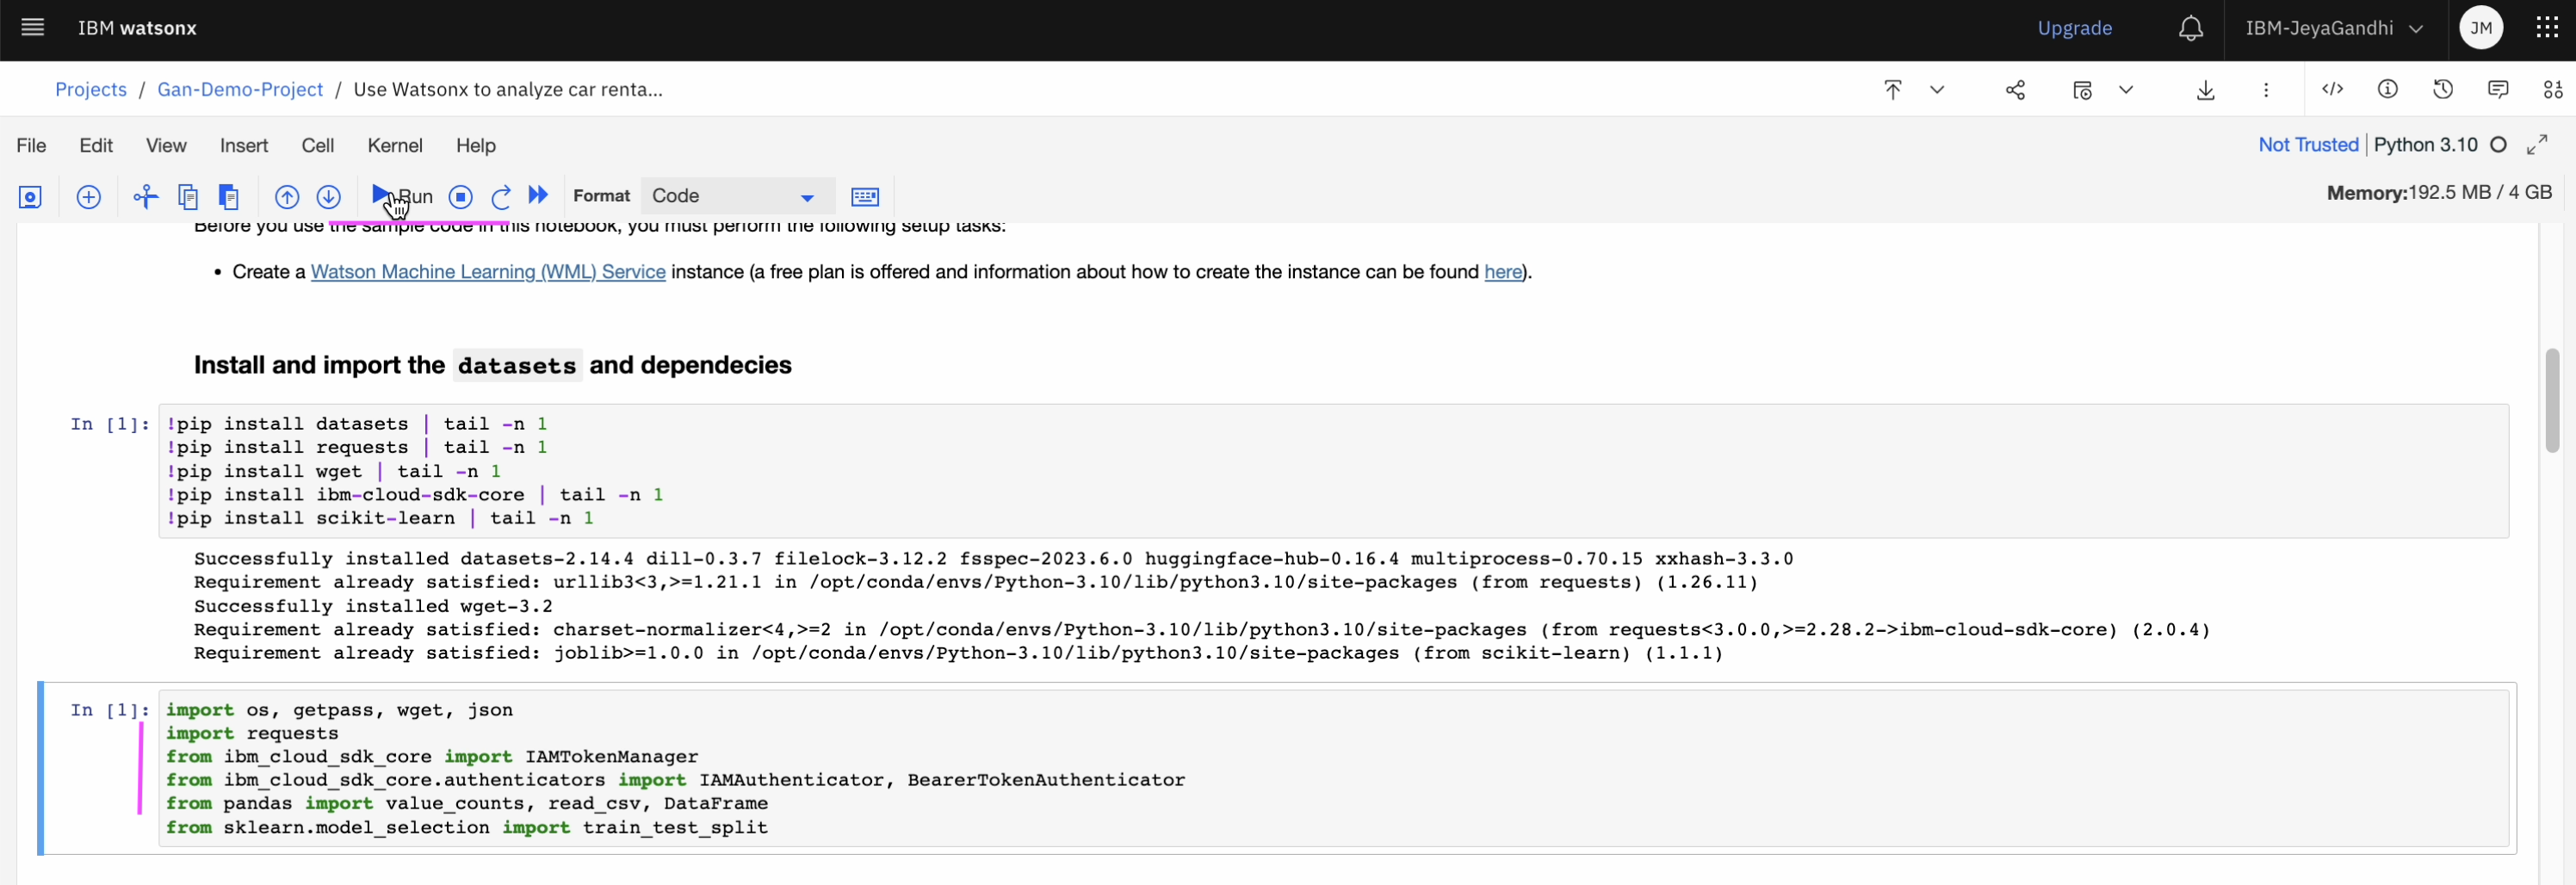 IBM watsonx
Upgrade
IBM-JeyaGandhi
JM
Projects / Gan-Demo-Project / Use Watsonx to analyze car renta...
File Edit View Insert Cell Kernel Help
Not Trusted | Python 3.10
Run
Format
Code
Memory:192.5 MB / 4 GB
Before you use the sample code in this notebook, you must perform the following setup tasks:
• Create a Watson Machine Learning (WML) Service instance (a free plan is offered and information about how to create the instance can be found here).
Install and import the datasets and dependecies
In [1]:
!pip install datasets | tail -n 1
!pip install requests | tail -n 1
!pip install wget | tail -n 1
!pip install ibm-cloud-sdk-core | tail -n 1
!pip install scikit-learn | tail -n 1
Successfully installed datasets-2.14.4 dill-0.3.7 filelock-3.12.2 fsspec-2023.6.0 huggingface-hub-0.16.4 multiprocess-0.70.15 xxhash-3.3.0
Requirement already satisfied: urllib3<3,>=1.21.1 in /opt/conda/envs/Python-3.10/lib/python3.10/site-packages (from requests) (1.26.11)
Successfully installed wget-3.2
Requirement already satisfied: charset-normalizer<4,>=2 in /opt/conda/envs/Python-3.10/lib/python3.10/site-packages (from requests<3.0.0,>=2.28.2->ibm-cloud-sdk-core) (2.0.4)
Requirement already satisfied: joblib>=1.0.0 in /opt/conda/envs/Python-3.10/lib/python3.10/site-packages (from scikit-learn) (1.1.1)
In [1]:
import os, getpass, wget, json
import requests
from ibm_cloud_sdk_core import IAMTokenManager
from ibm_cloud_sdk_core.authenticators import IAMAuthenticator, BearerTokenAuthenticator
from pandas import value_counts, read_csv, DataFrame
from sklearn.model_selection import train_test_split